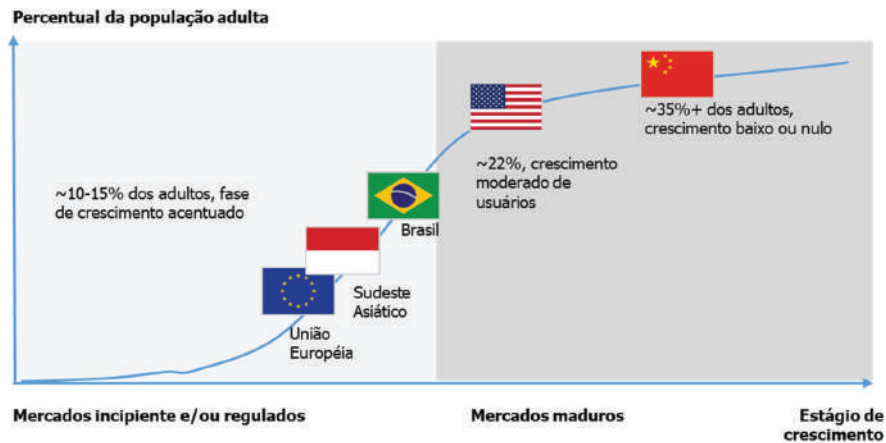 Percentual da população adulta
~35%+ dos adultos,
crescimento baixo ou nulo
~22%, crescimento
moderado de
usuários
~10-15% dos adultos, fase
de crescimento acentuado
Brasil
Sudeste
Asiático
União
Européia
Mercados incipiente e/ou regulados
Mercados maduros
Estágio de
crescimento